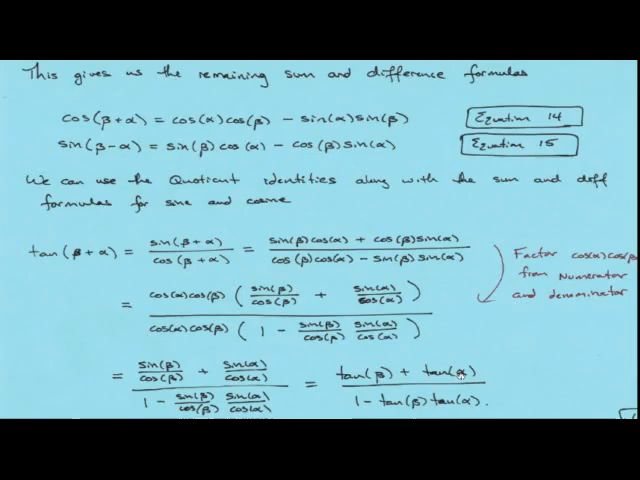 This gives us the remaining sum and difference formulas
cos(β+α) = cos(α)cos(β) - sin(α)sin(β)
Equation 14
sin(β-α) = sin(β)cos(α) - cos(β)sin(α)
Equation 15
We can use the Quotient identities along with the sum and diff
formulas for sine and cosine
tan(β+α) = sin(β+α)/cos(β+α) = sin(β)cos(α) + cos(β)sin(α)/cos(β)cos(α) - sin(β)sin(α)
Factor cos(α)cos(β)
from Numerator
and denominator
= cos(α)cos(β) ( sin(β)/cos(β) + sin(α)/cos(α) ) / cos(α)cos(β) ( 1 - sin(β)/cos(β) sin(α)/cos(α) )
= sin(β)/cos(β) + sin(α)/cos(α) / 1 - sin(β)/cos(β) sin(α)/cos(α) = tan(β) + tan(α) / 1 - tan(β) tan(α).